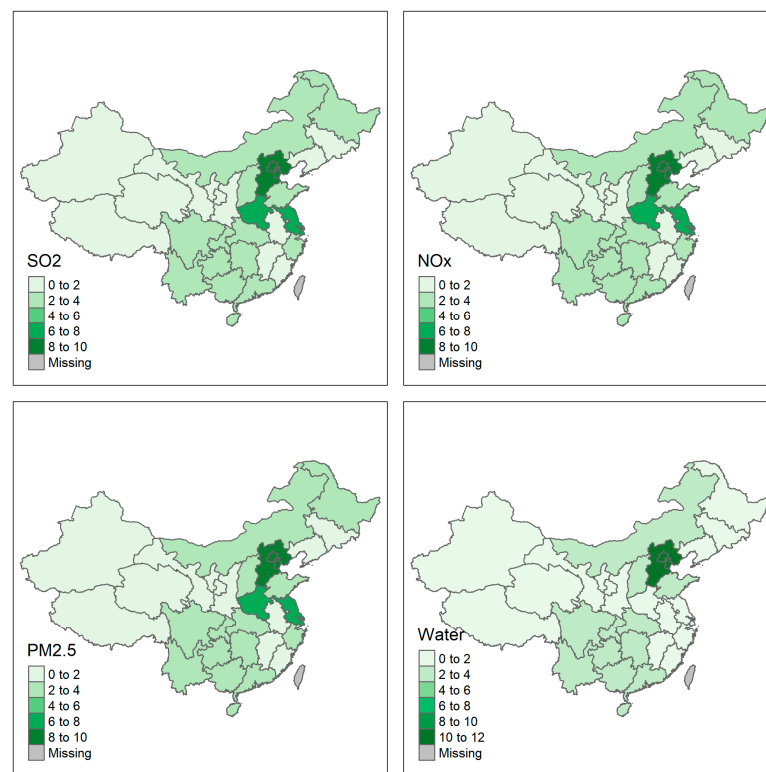 SO2
0 to 2
2 to 4
4 to 6
6 to 8
8 to 10
Missing
NOx
0 to 2
2 to 4
4 to 6
6 to 8
8 to 10
Missing
PM2.5
0 to 2
2 to 4
4 to 6
6 to 8
8 to 10
Missing
Water
0 to 2
2 to 4
4 to 6
6 to 8
8 to 10
10 to 12
Missing